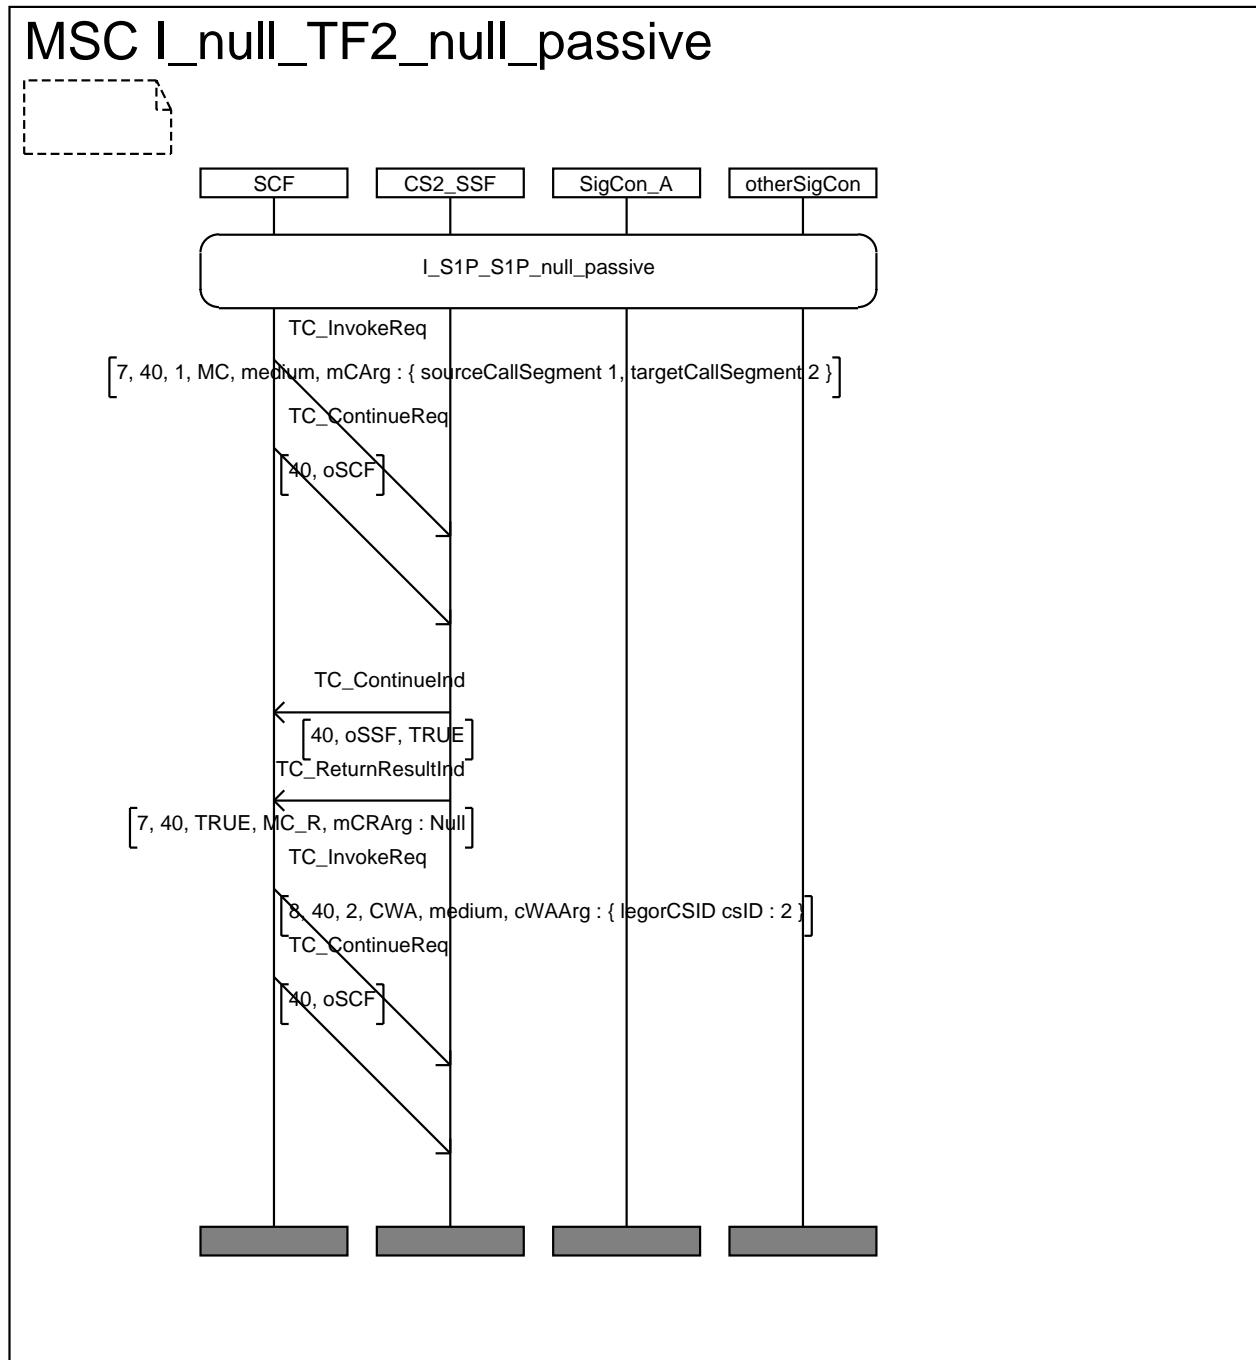 MSC I_null_TF2_null_passive
SCF CS2_SSF SigCon_A otherSigCon
I_S1P_S1P_null_passive
TC_InvokeReq
7, 40, 1, MC, medium, mCArg : { sourceCallSegment 1, targetCallSegment 2 }
TC_ContinueReq
40, oSCF
TC_ContinueInd
40, oSSF, TRUE
TC_ReturnResultInd
7, 40, TRUE, MC_R, mCRArg : Null
TC_InvokeReq
8, 40, 2, CWA, medium, cWAArg : { legorCSID csID : 2 }
TC_ContinueReq
40, oSCF